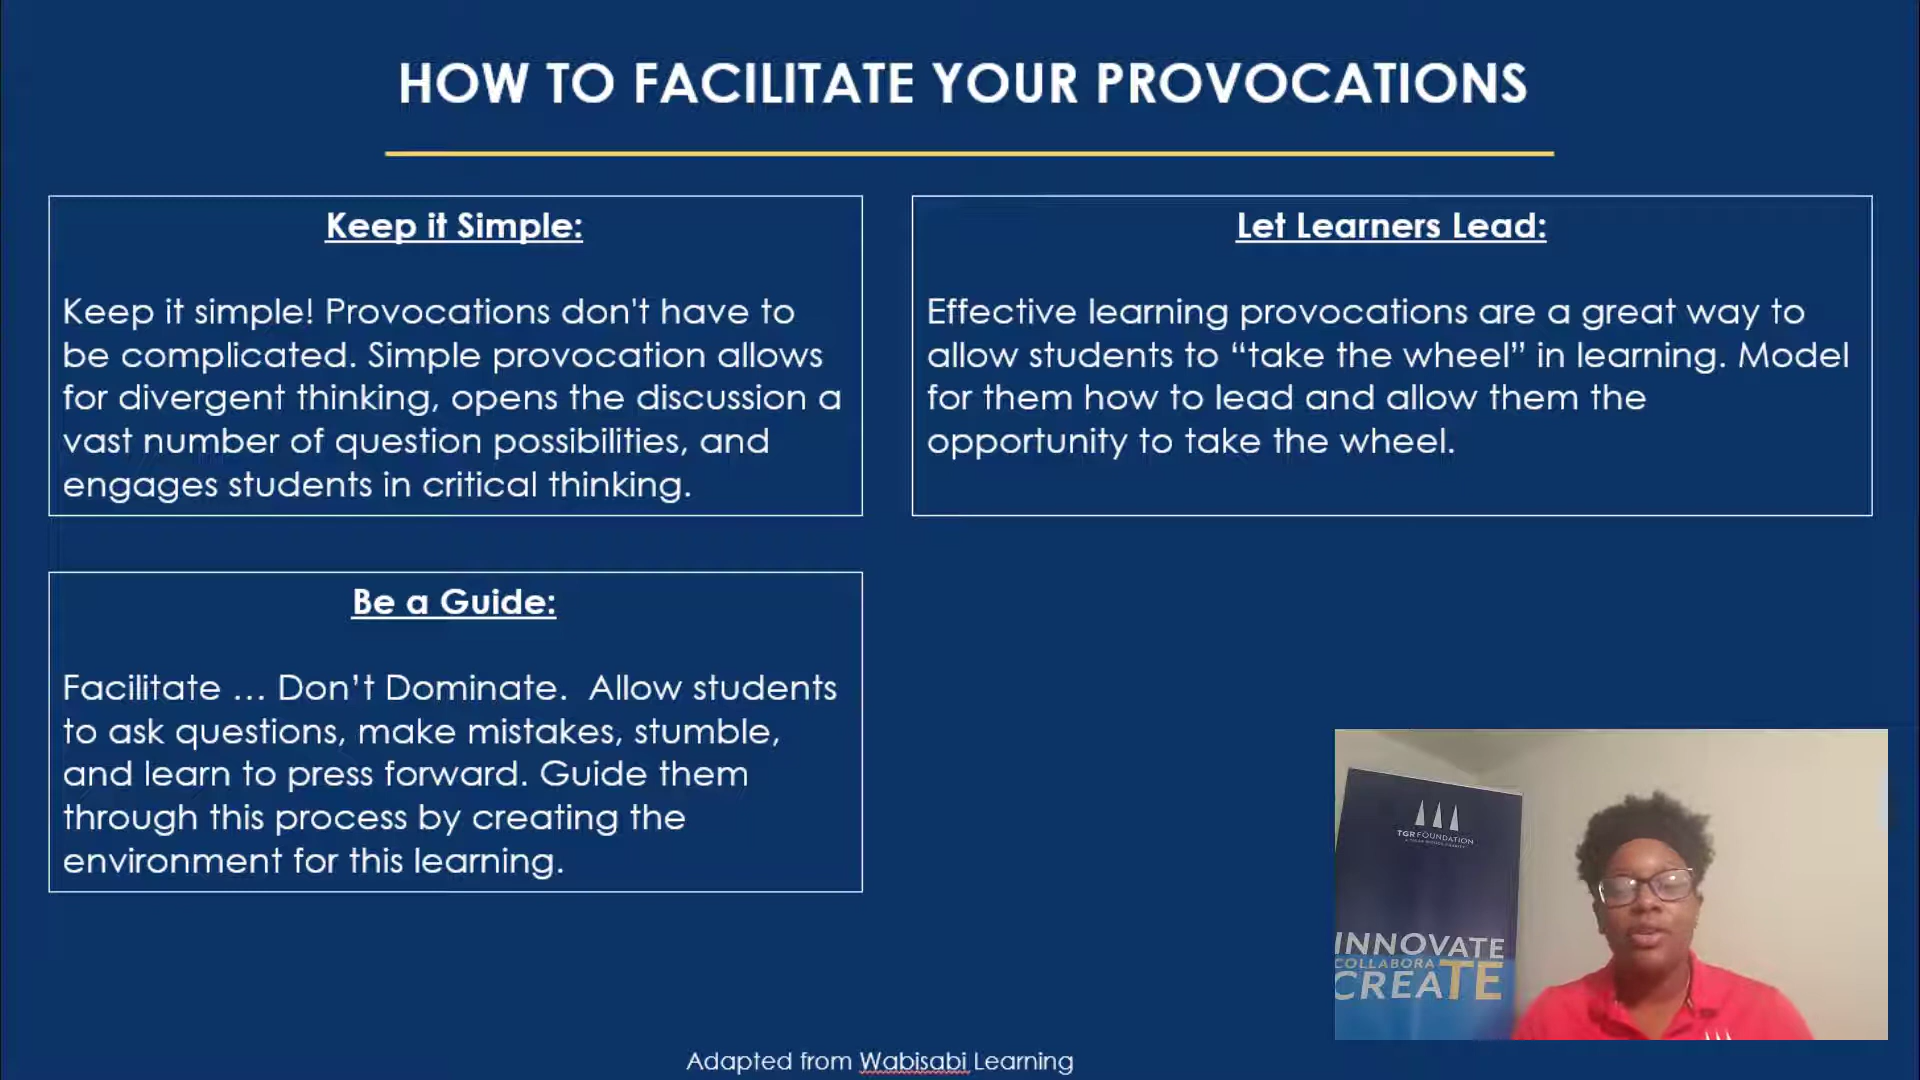 HOW TO FACILITATE YOUR PROVOCATIONS
Keep it Simple:
Keep it simple! Provocations don't have to
be complicated. Simple provocation allows
for divergent thinking, opens the discussion a
vast number of question possibilities, and
engages students in critical thinking.
Let Learners Lead:
Effective learning provocations are a great way to
allow students to “take the wheel” in learning. Model
for them how to lead and allow them the
opportunity to take the wheel.
Be a Guide:
Facilitate … Don’t Dominate.  Allow students
to ask questions, make mistakes, stumble,
and learn to press forward. Guide them
through this process by creating the
environment for this learning.
TGR FOUNDATION
INNOVATE
COLLABORA
CREATE
Adapted from Wabisabi Learning